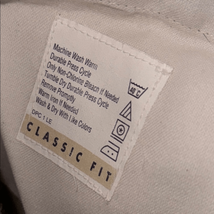 Machine Wash Warm
Durable Press Cycle
Only Non-Chlorine Bleach If Needed
Tumble Dry Durable Press Cycle
Remove Promptly
Warm Iron If Needed
Wash & Dry With Like Colors
CLASSIC FIT